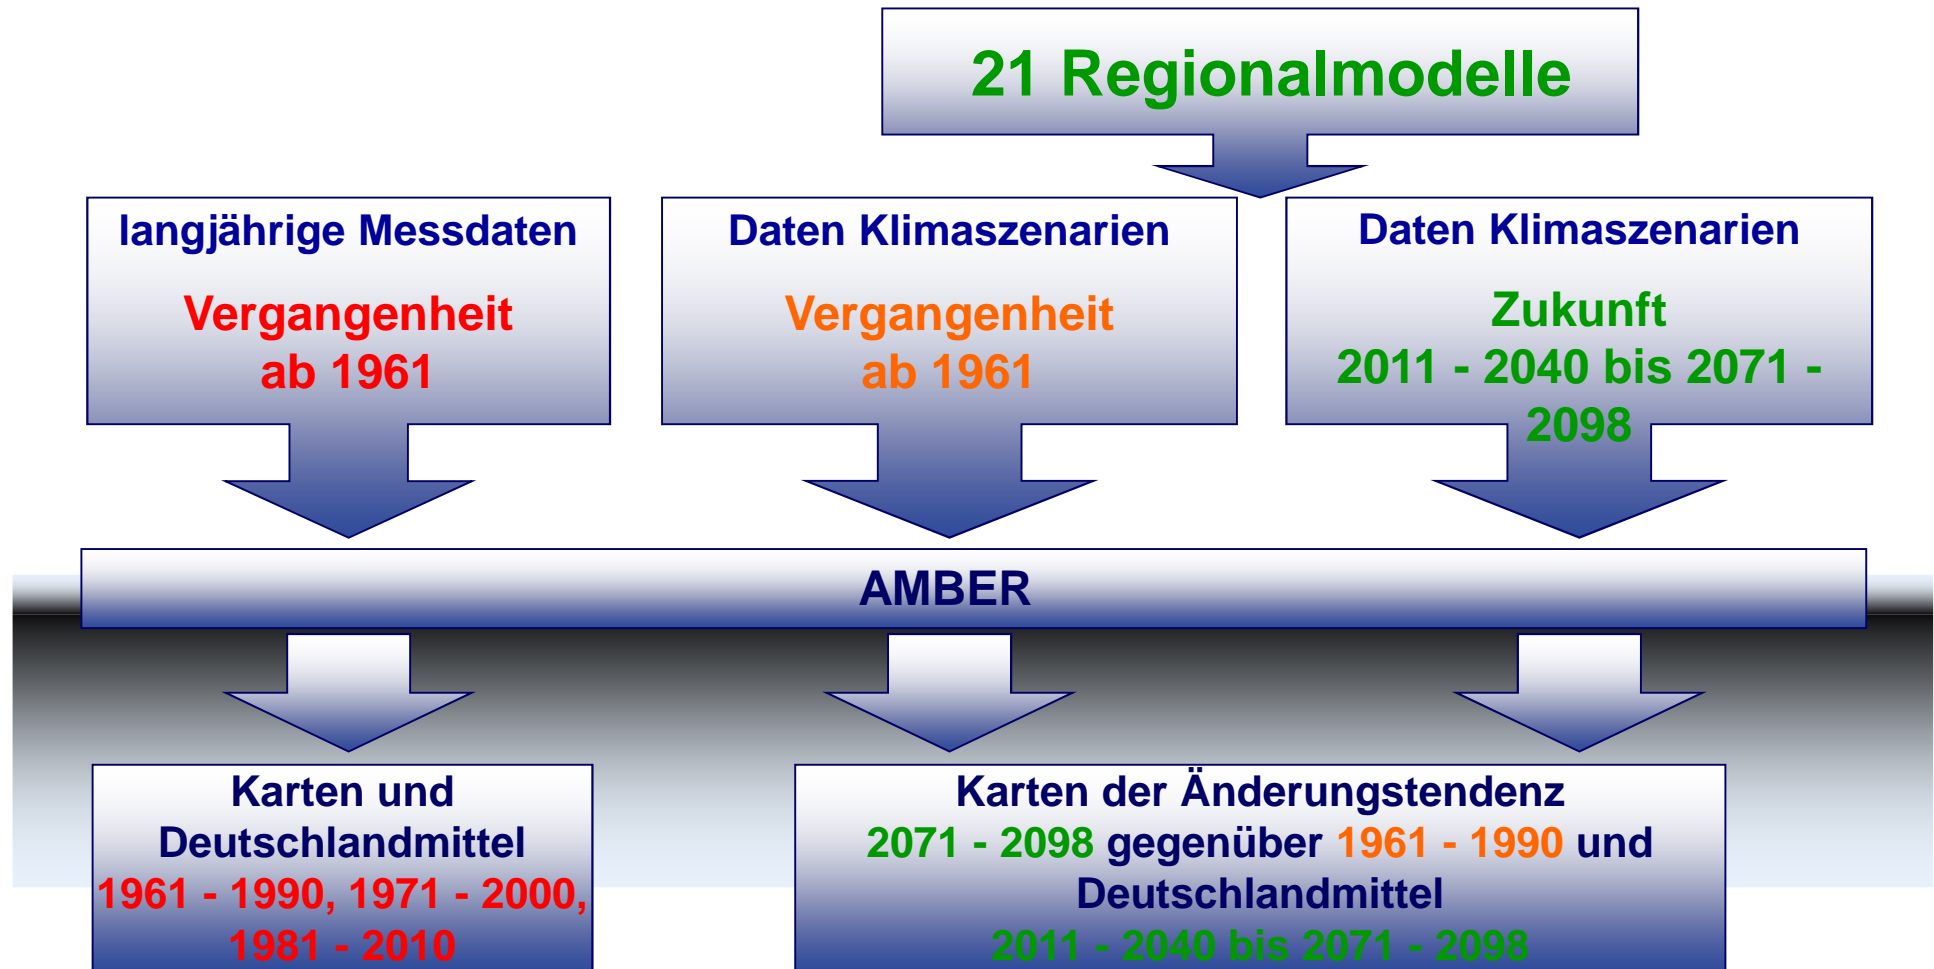 21 Regionalmodelle
langjährige Messdaten
Vergangenheit
ab 1961
Daten Klimaszenarien
Vergangenheit
ab 1961
Daten Klimaszenarien
Zukunft
2011 - 2040 bis 2071 -
2098
AMBER
Karten und
Deutschlandmittel
1961 - 1990, 1971 - 2000,
1981 - 2010
Karten der Änderungstendenz
2071 - 2098 gegenüber 1961 - 1990 und
Deutschlandmittel
2011 - 2040 bis 2071 - 2098